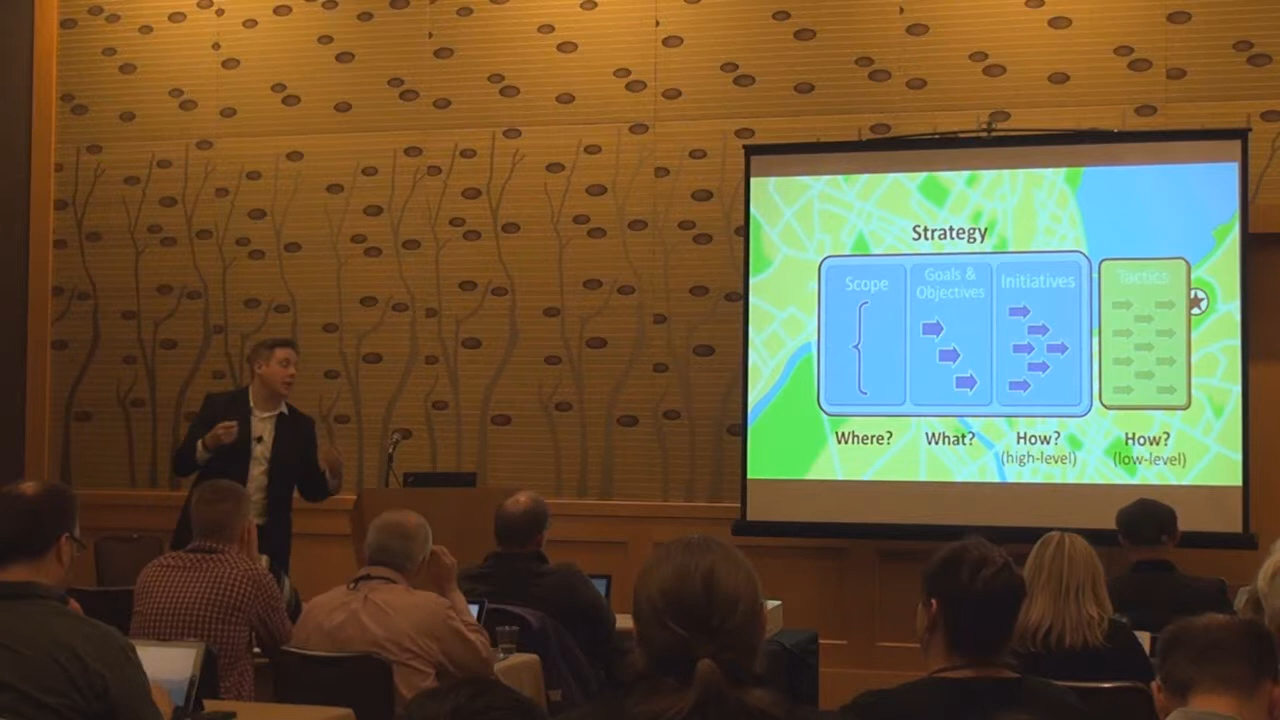 Strategy
Scope
Goals &
Objectives
Initiatives
Tactics
Where?
What?
How?
(high-level)
How?
(low-level)